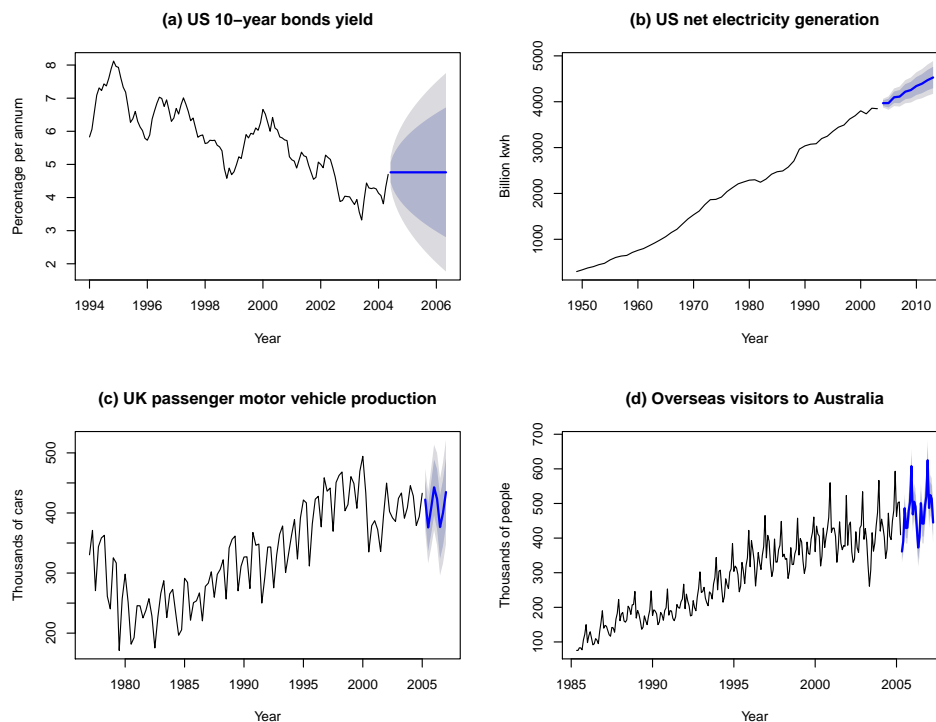 (a) US 10−year bonds yield
Percentage per annum
2 3 4 5 6 7 8
1994 1996 1998 2000 2002 2004 2006
Year
(b) US net electricity generation
Billion kwh
1000 2000 3000 4000 5000
1950 1960 1970 1980 1990 2000 2010
Year
(c) UK passenger motor vehicle production
Thousands of cars
200 300 400 500
1980 1985 1990 1995 2000 2005
Year
(d) Overseas visitors to Australia
Thousands of people
100 200 300 400 500 600 700
1985 1990 1995 2000 2005
Year